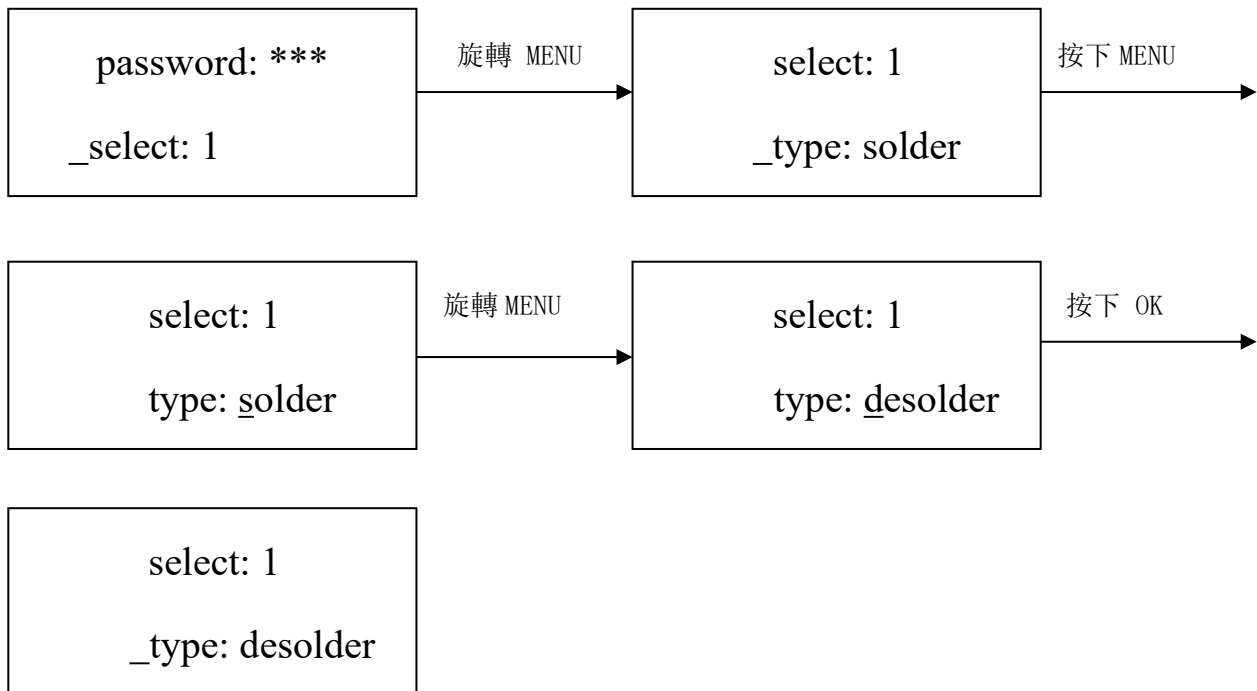 password: ***
_select: 1
旋轉 MENU
select: 1
_type: solder
按下 MENU
select: 1
type: solder
旋轉 MENU
select: 1
type: desolder
按下 OK
select: 1
_type: desolder